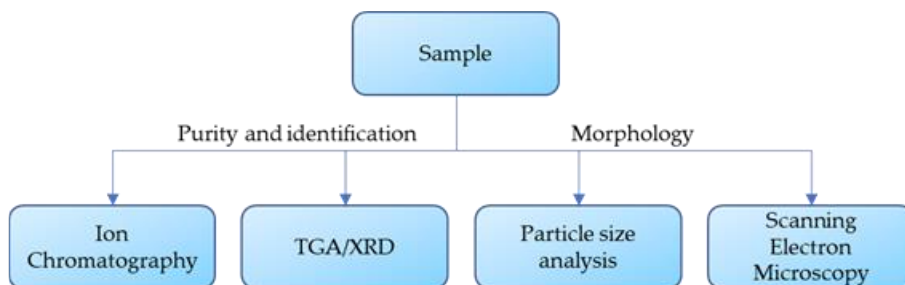 Sample
Purity and identification
Morphology
Ion
Chromatography
TGA/XRD
Particle size
analysis
Scanning
Electron
Microscopy